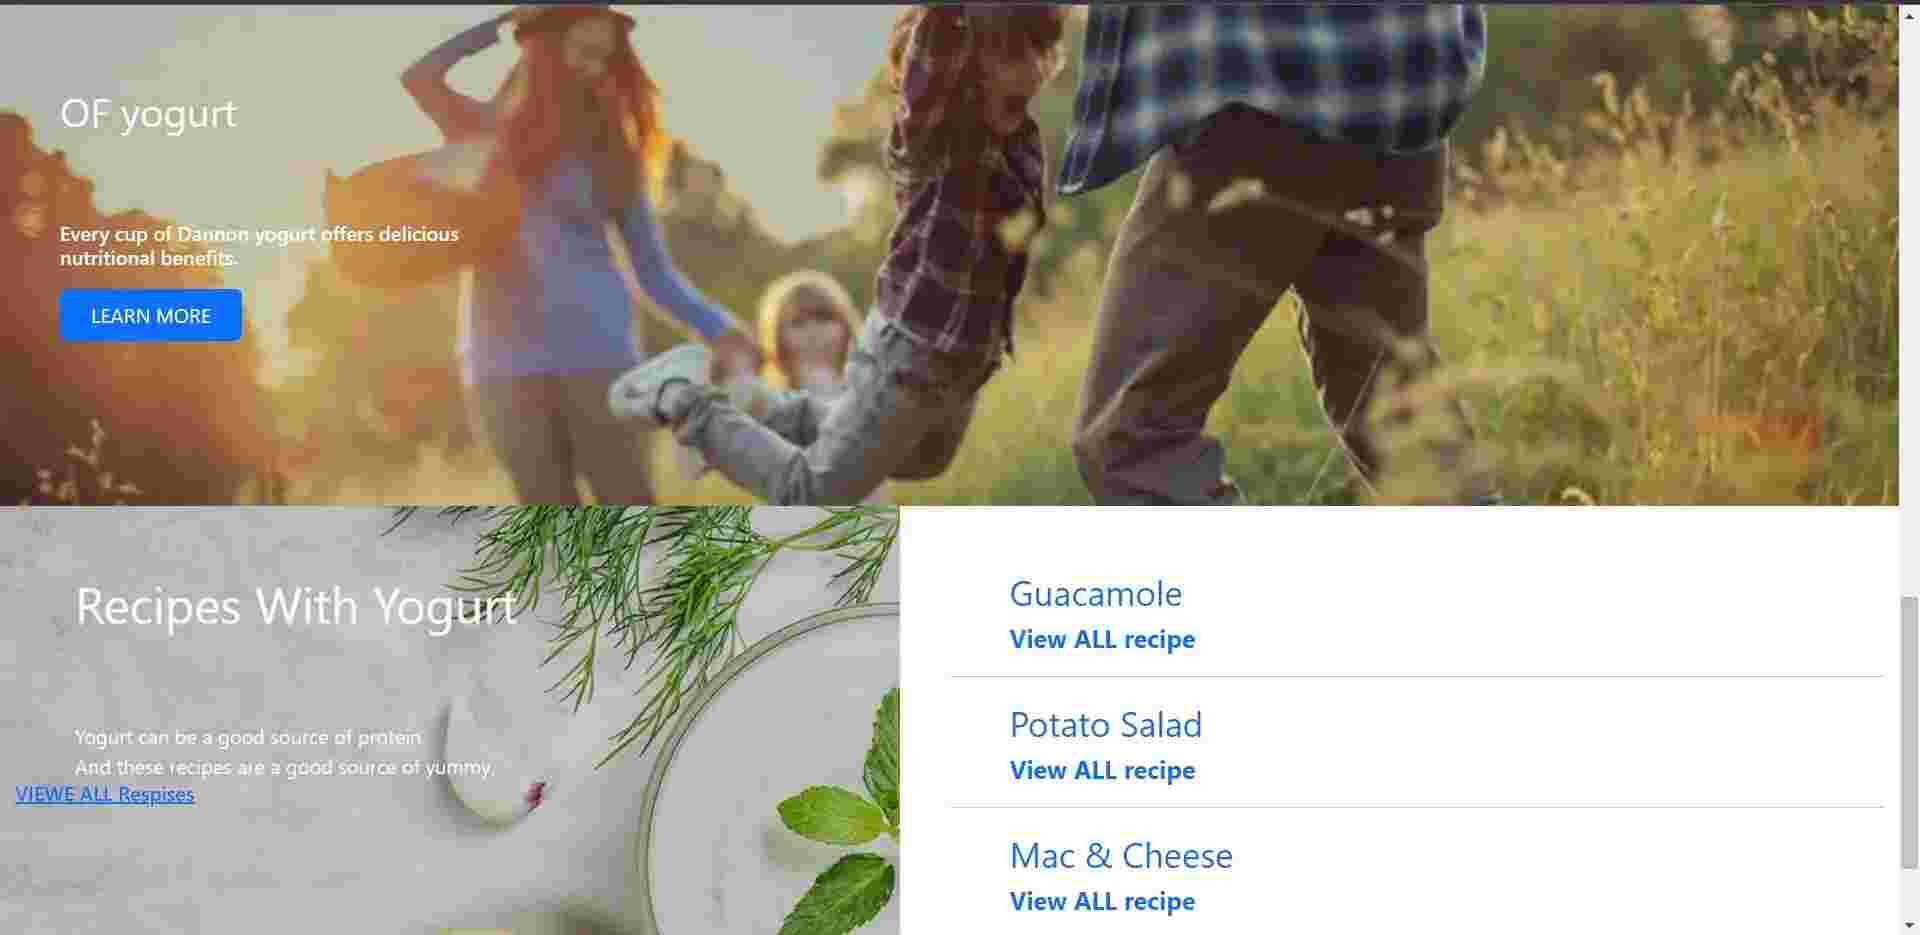 OF yogurt
Every cup of Dannon yogurt offers delicious
nutritional benefits.
LEARN MORE
Recipes With Yogurt
Yogurt can be a good source of protein.
And these recipes are a good source of yummy.
VIEWE ALL Respises
Guacamole
View ALL recipe
Potato Salad
View ALL recipe
Mac & Cheese
View ALL recipe